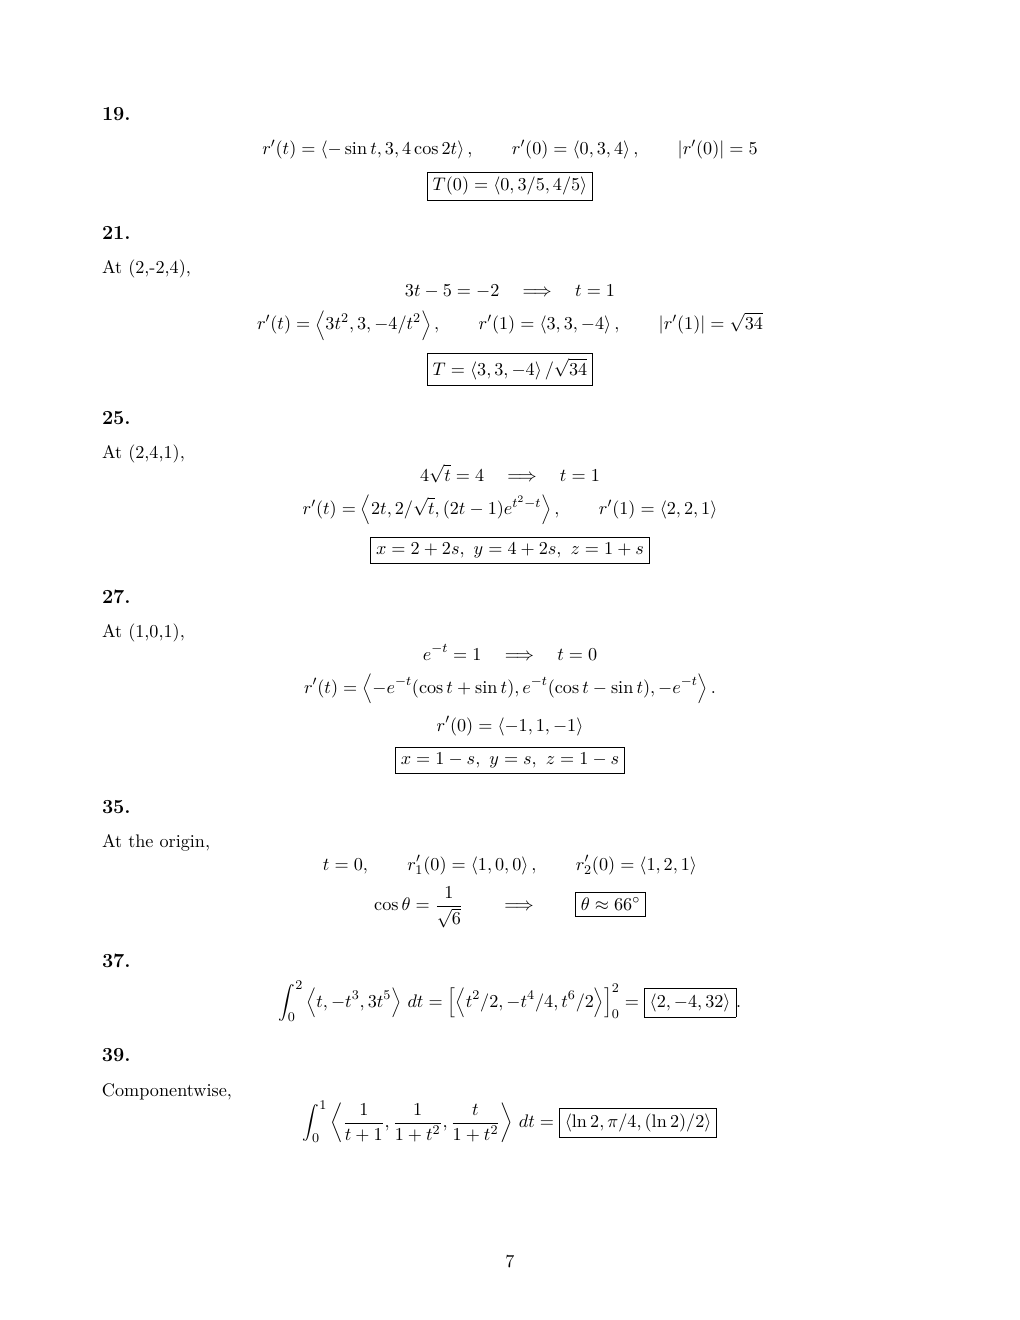 19.
r′(t) = ⟨− sin t, 3, 4 cos 2t⟩ , r′(0) = ⟨0, 3, 4⟩ , |r′(0)| = 5
T(0) = ⟨0, 3/5, 4/5⟩
21.
At (2,-2,4),
3t − 5 = −2 ⟹ t = 1
r′(t) = ⟨3t², 3, −4/t²⟩ , r′(1) = ⟨3, 3, −4⟩ , |r′(1)| = √34
T = ⟨3, 3, −4⟩ /√34
25.
At (2,4,1),
4√t = 4 ⟹ t = 1
r′(t) = ⟨2t, 2/√t, (2t − 1)e^{t²−t}⟩ , r′(1) = ⟨2, 2, 1⟩
x = 2 + 2s, y = 4 + 2s, z = 1 + s
27.
At (1,0,1),
e^{−t} = 1 ⟹ t = 0
r′(t) = ⟨−e^{−t}(cos t + sin t), e^{−t}(cos t − sin t), −e^{−t}⟩ .
r′(0) = ⟨−1, 1, −1⟩
x = 1 − s, y = s, z = 1 − s
35.
At the origin,
t = 0, r′₁(0) = ⟨1, 0, 0⟩ , r′₂(0) = ⟨1, 2, 1⟩
cos θ = 1/√6 ⟹ θ ≈ 66°
37.
∫₀² ⟨t, −t³, 3t⁵⟩ dt = [⟨t²/2, −t⁴/4, t⁶/2⟩]₀² = ⟨2, −4, 32⟩ .
39.
Componentwise,
∫₀¹ ⟨1/(t + 1), 1/(1 + t²), t/(1 + t²)⟩ dt = ⟨ln 2, π/4, (ln 2)/2⟩
7